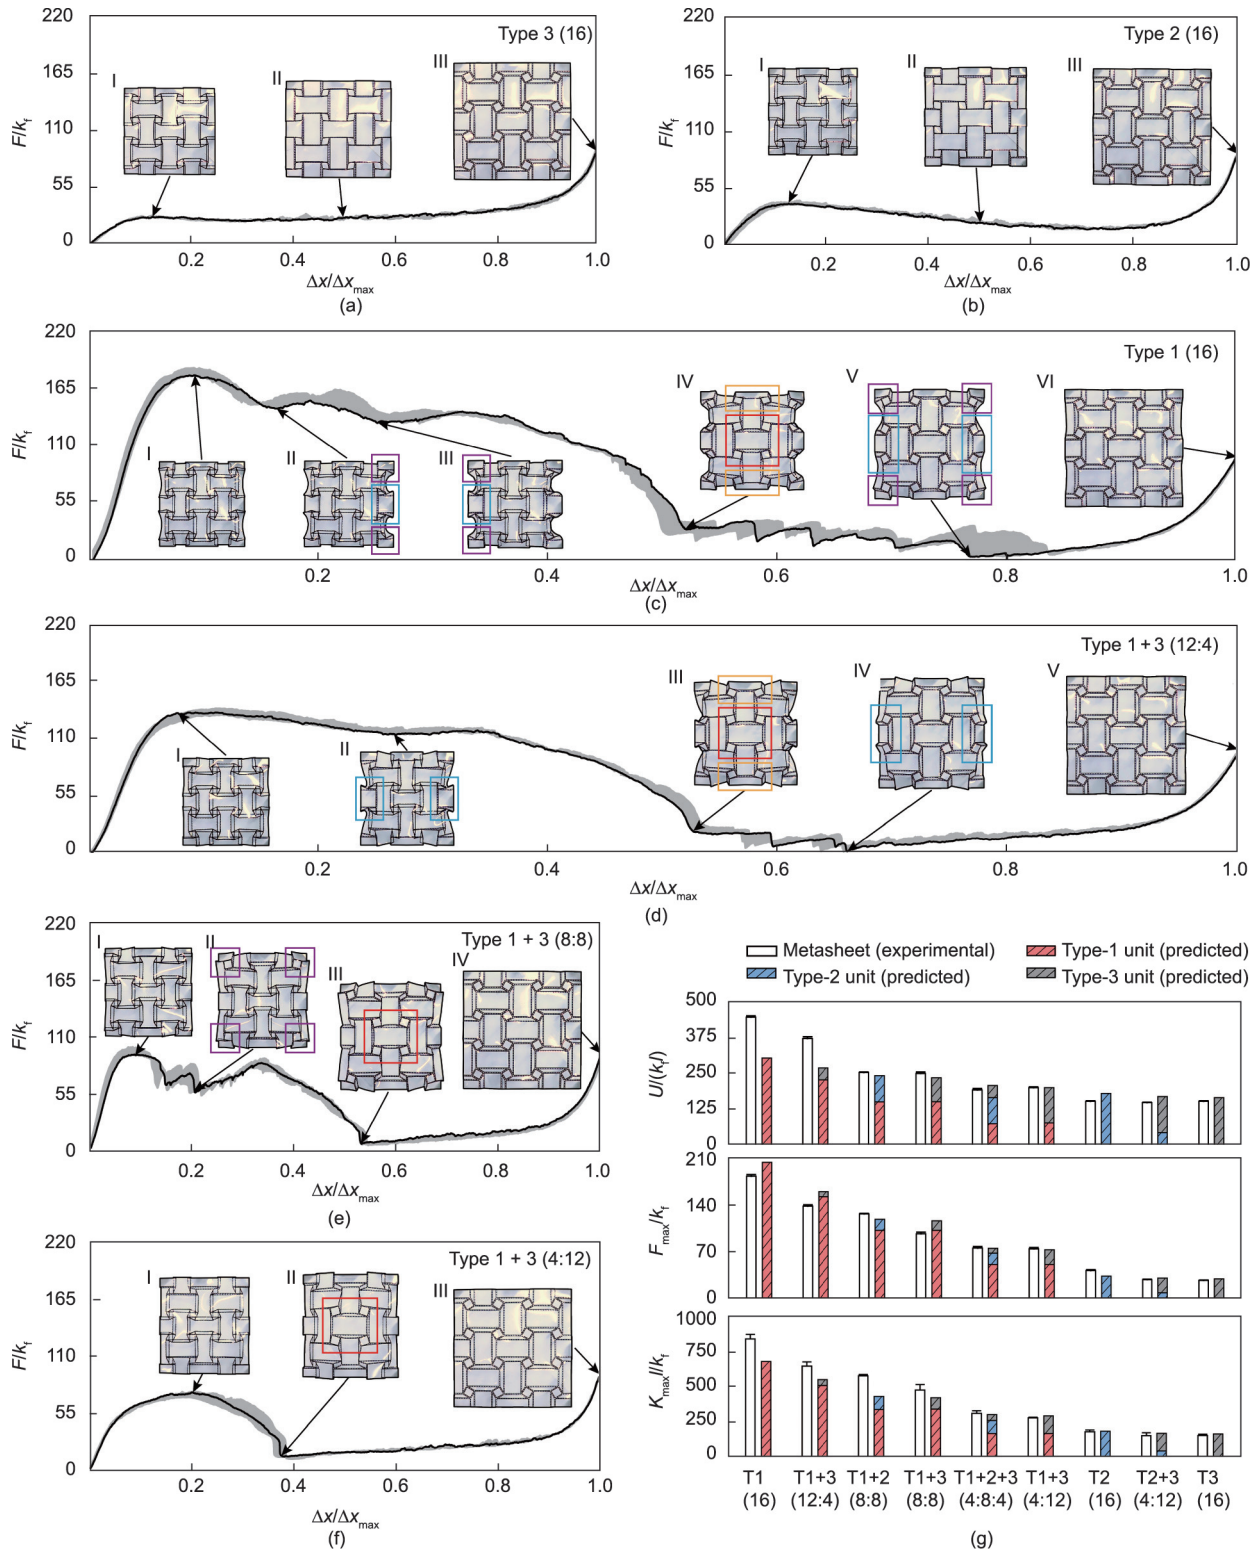 220
165
110
55
0
F/kf
Type 3 (16)
I
II
III
0.2
0.4
0.6
0.8
1.0
Δx/Δxmax
(a)
220
165
110
55
0
F/kf
Type 2 (16)
I
II
III
0.2
0.4
0.6
0.8
1.0
Δx/Δxmax
(b)
220
165
110
55
0
F/kf
Type 1 (16)
I
II
III
IV
V
VI
0.2
0.4
0.6
0.8
1.0
Δx/Δxmax
(c)
220
165
110
55
0
F/kf
Type 1 + 3 (12:4)
I
II
III
IV
V
0.2
0.4
0.6
0.8
1.0
Δx/Δxmax
(d)
220
165
110
55
0
F/kf
Type 1 + 3 (8:8)
I
II
III
IV
0.2
0.4
0.6
0.8
1.0
Δx/Δxmax
(e)
220
165
110
55
0
F/kf
Type 1 + 3 (4:12)
I
II
III
0.2
0.4
0.6
0.8
1.0
Δx/Δxmax
(f)
Metasheet (experimental)
Type-1 unit (predicted)
Type-2 unit (predicted)
Type-3 unit (predicted)
500
375
250
125
0
U/(kfl)
210
140
70
0
Fmax/kf
1000
750
500
250
0
Kmaxl/kf
T1 T1+3 T1+2 T1+3 T1+2+3 T1+3 T2 T2+3 T3
(16) (12:4) (8:8) (8:8) (4:8:4) (4:12) (16) (4:12) (16)
(g)